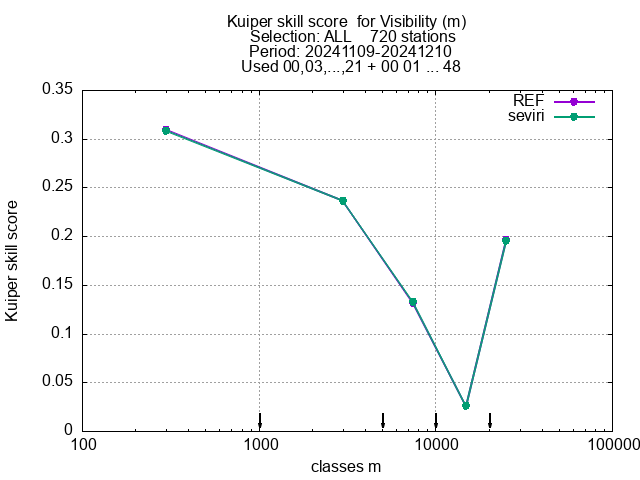 Kuiper skill score  for Visibility (m)
Selection: ALL    720 stations
Period: 20241109-20241210
Used 00,03,...,21 + 00 01 ... 48
REF
seviri
Kuiper skill score
0.35
0.3
0.25
0.2
0.15
0.1
0.05
0
100
1000
10000
100000
classes m